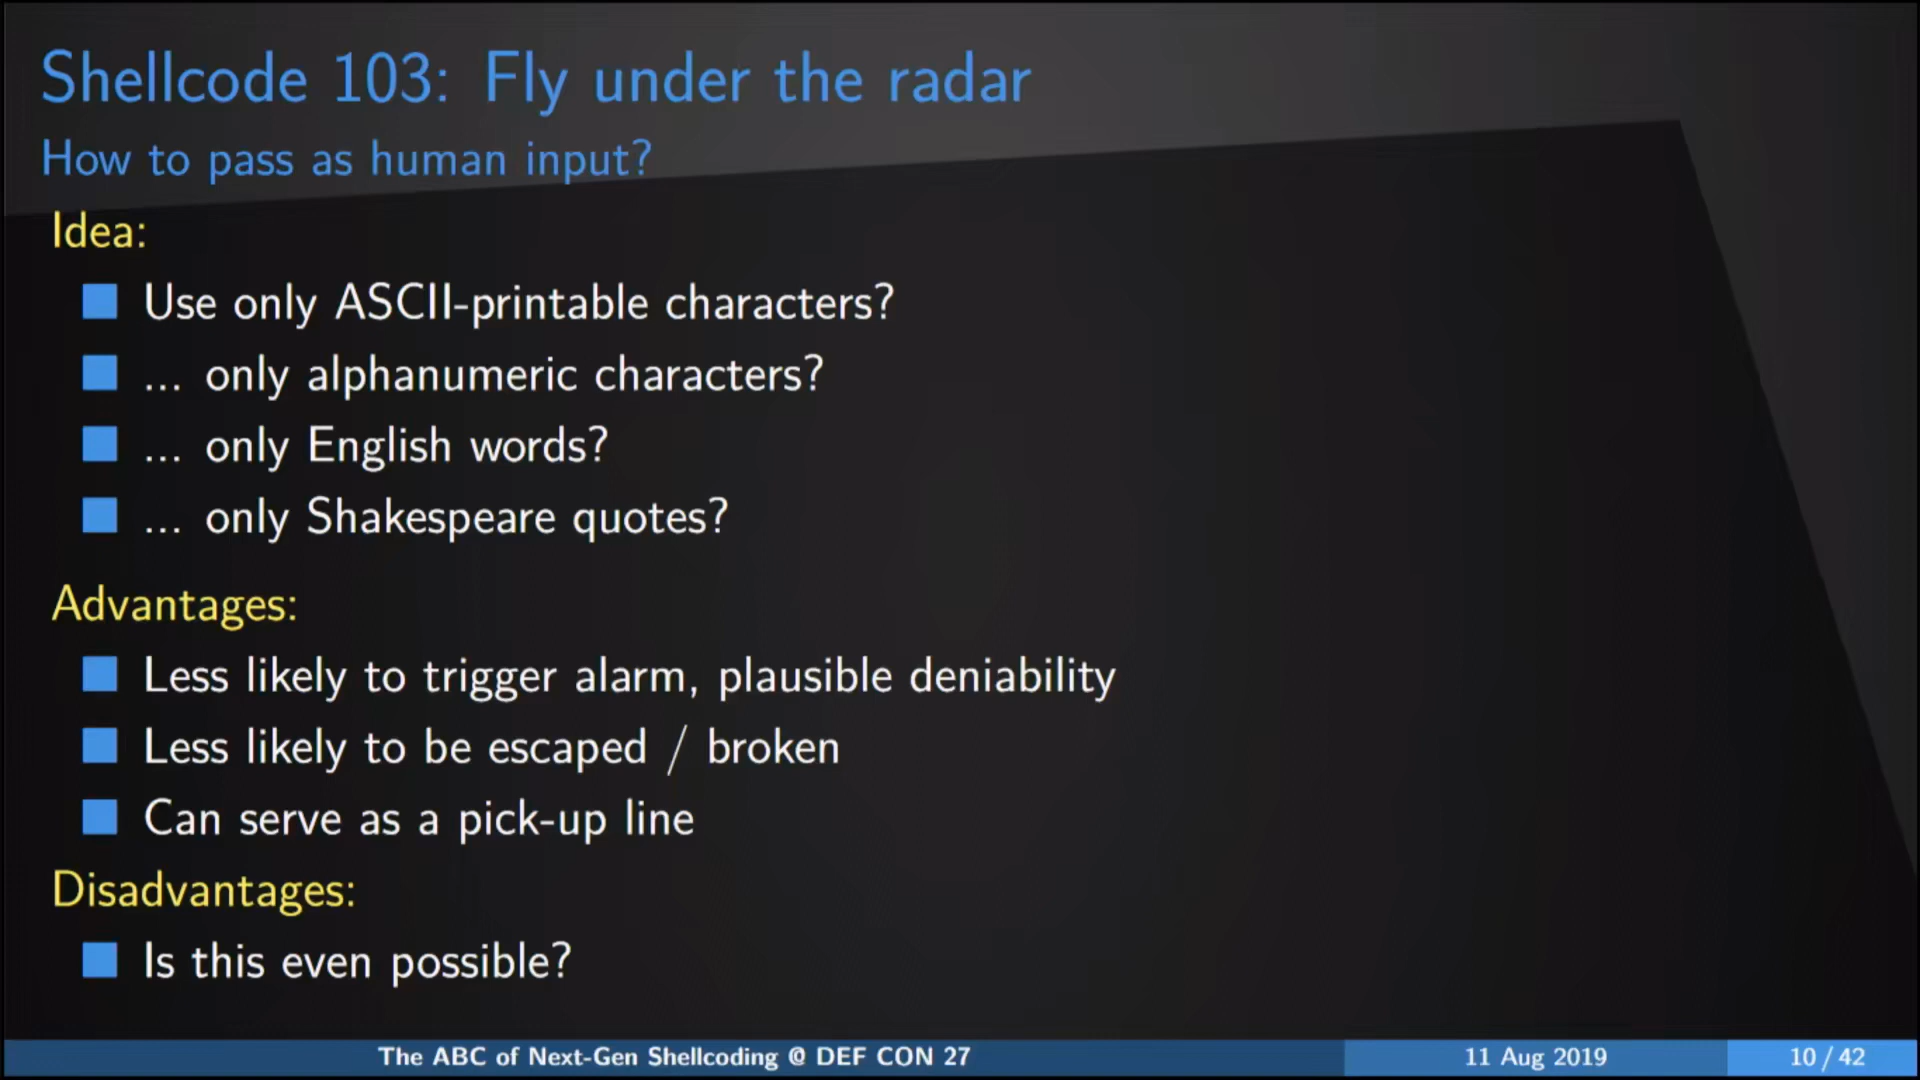 Shellcode 103: Fly under the radar
How to pass as human input?
Idea:
Use only ASCII-printable characters?
... only alphanumeric characters?
... only English words?
... only Shakespeare quotes?
Advantages:
Less likely to trigger alarm, plausible deniability
Less likely to be escaped / broken
Can serve as a pick-up line
Disadvantages:
Is this even possible?
The ABC of Next-Gen Shellcoding @ DEF CON 27 11 Aug 2019 10 / 42